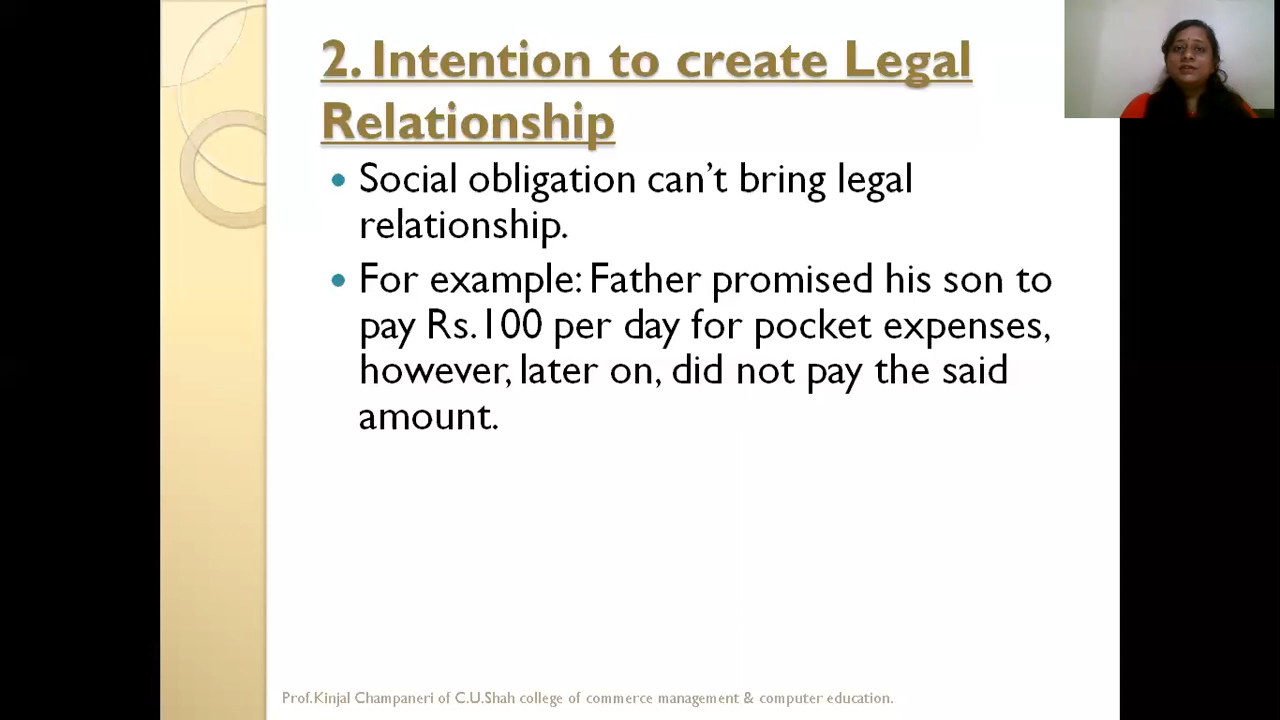 2. Intention to create Legal
Relationship
Social obligation can't bring legal
relationship.
For example: Father promised his son to
pay Rs.100 per day for pocket expenses,
however, later on, did not pay the said
amount.
Prof.Kinjal Champaneri of C.U.Shah college of commerce management & computer education.